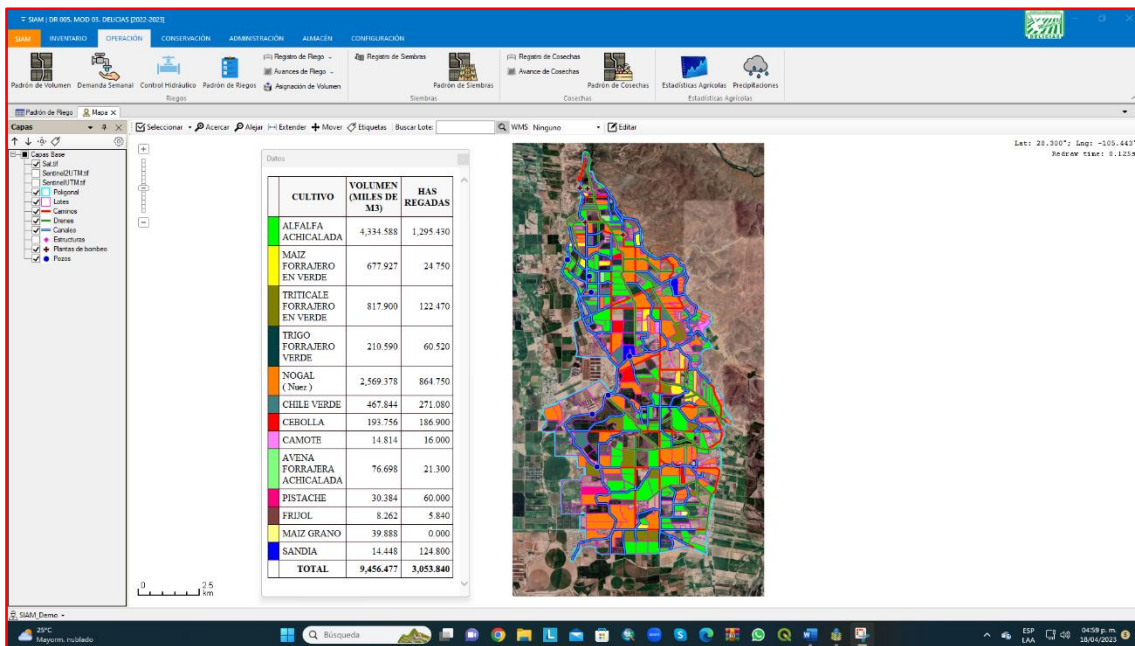 SIAM | DR 005. MOD 03. DELICIAS [2022-2023]
DELICIAS
SIAM INVENTARIO OPERACIÓN CONSERVACIÓN ADMINISTRACIÓN ALMACÉN CONFIGURACIÓN
Padrón de Volumen Demanda Semanal Control Hidráulico Padrón de Riegos
Registro de Riego
Avances de Riego
Asignación de Volumen
Riegos
Registro de Siembras
Padrón de Siembras
Siembras
Registro de Cosechas
Avance de Cosechas
Padrón de Cosechas
Cosechas
Estadísticas Agrícolas Precipitaciones
Estadísticas Agrícolas
Padrón de Riego Mapa
Capas
Seleccionar Acercar Alejar Extender Mover Etiquetas Buscar Lote: WMS Ninguno Editar
Capas Base
Sat.tif
Sentinel2UTM.tif
SentinelUTM.tif
Poligonal
Lotes
Caminos
Drenes
Canales
Estructuras
Plantas de bombeo
Pozos
Lat: 28.300°; Lng: -105.443°
Redraw time: 0.125s
Datos
CULTIVO VOLUMEN (MILES DE M3) HAS REGADAS
ALFALFA ACHICALADA 4,334.588 1,295.430
MAIZ FORRAJERO EN VERDE 677.927 24.750
TRITICALE FORRAJERO EN VERDE 817.900 122.470
TRIGO FORRAJERO VERDE 210.590 60.520
NOGAL ( Nuez ) 2,569.378 864.750
CHILE VERDE 467.844 271.080
CEBOLLA 193.756 186.900
CAMOTE 14.814 16.000
AVENA FORRAJERA ACHICALADA 76.698 21.300
PISTACHE 30.384 60.000
FRIJOL 8.262 5.840
MAIZ GRANO 39.888 0.000
SANDIA 14.448 124.800
TOTAL 9,456.477 3,053.840
0 2.5
km
SIAM_Demo
25°C
Mayorm. nublado
Búsqueda
ESP
LAA
04:59 p. m.
18/04/2023